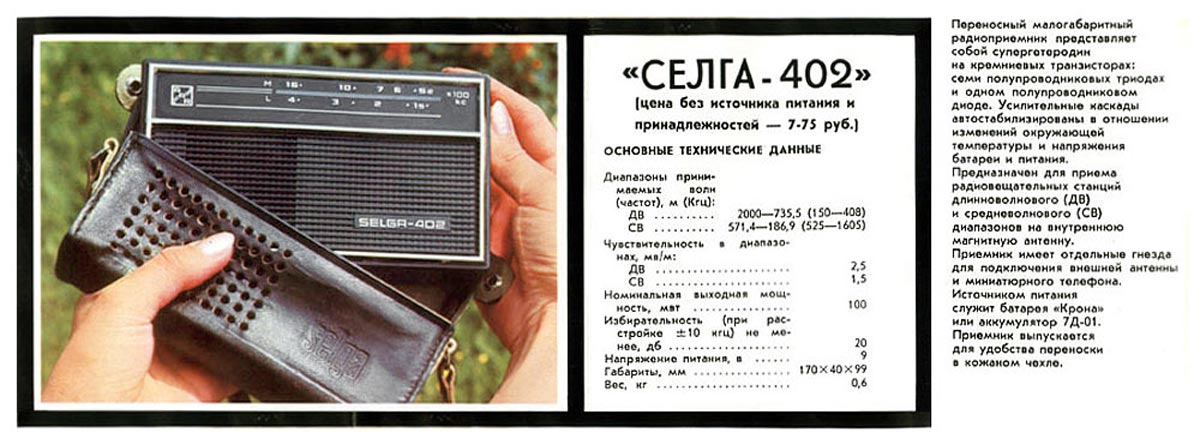 M 16· 10· 7 6 ·52 ×100
L 4· 3 · 2 ·1s· KC
SELGA-402
selga
«СЕЛГА - 402»
(цена без источника питания и
принадлежностей — 7-75 руб.)
ОСНОВНЫЕ ТЕХНИЧЕСКИЕ ДАННЫЕ
Диапазоны прини-
маемых волн
(частот), м (Кгц):
ДВ .......... 2000—735,5 (150—408)
СВ .......... 571,4—186,9 (525—1605)
Чувствительность в диапазо-
нах, мв/м:
ДВ .......... 2,5
СВ .......... 1,5
Номинальная выходная мощ-
ность, мвт .......... 100
Избирательность (при рас-
стройке ±10 кгц) не ме-
нее, дб .......... 20
Напряжение питания, в ..... 9
Габариты, мм .......... 170×40×99
Вес, кг .......... 0,6
Переносный малогабаритный
радиоприемник представляет
собой супергетеродин
на кремниевых транзисторах:
семи полупроводниковых триодах
и одном полупроводниковом
диоде. Усилительные каскады
автостабилизированы в отношении
изменений окружающей
температуры и напряжения
батареи и питания.
Предназначен для приема
радиовещательных станций
длинноволнового (ДВ)
и средневолнового (СВ)
диапазонов на внутреннюю
магнитную антенну.
Приемник имеет отдельные гнезда
для подключения внешней антенны
и миниатюрного телефона.
Источником питания
служит батарея «Крона»
или аккумулятор 7Д-01.
Приемник выпускается
для удобства переноски
в кожаном чехле.